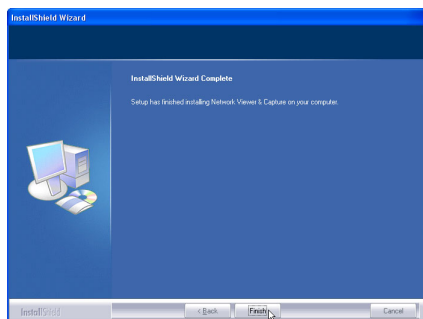 InstallShield Wizard
InstallShield Wizard Complete
Setup has finished installing Network Viewer & Capture on your computer.
InstallShield
< Back
Finish
Cancel